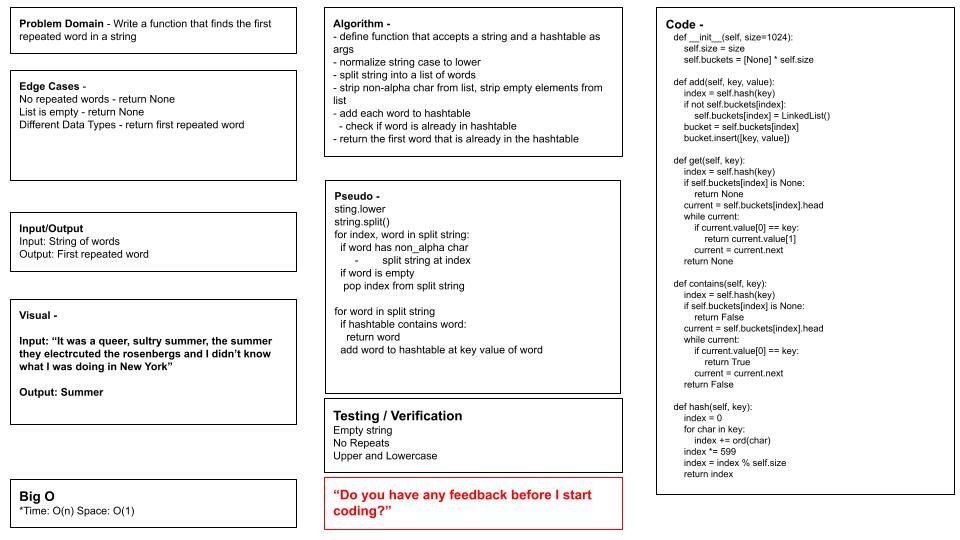 Problem Domain - Write a function that finds the first
repeated word in a string
Edge Cases -
No repeated words - return None
List is empty - return None
Different Data Types - return first repeated word
Input/Output
Input: String of words
Output: First repeated word
Visual -
Input: “It was a queer, sultry summer, the summer
they electrcuted the rosenbergs and I didn’t know
what I was doing in New York”
Output: Summer
Big O
*Time: O(n) Space: O(1)
Algorithm -
- define function that accepts a string and a hashtable as
args
- normalize string case to lower
- split string into a list of words
- strip non-alpha char from list, strip empty elements from
list
- add each word to hashtable
- check if word is already in hashtable
- return the first word that is already in the hashtable
Pseudo -
sting.lower
string.split()
for index, word in split string:
if word has non_alpha char
- split string at index
if word is empty
pop index from split string
for word in split string
if hashtable contains word:
return word
add word to hashtable at key value of word
Testing / Verification
Empty string
No Repeats
Upper and Lowercase
“Do you have any feedback before I start
coding?”
Code -
def __init__(self, size=1024):
self.size = size
self.buckets = [None] * self.size
def add(self, key, value):
index = self.hash(key)
if not self.buckets[index]:
self.buckets[index] = LinkedList()
bucket = self.buckets[index]
bucket.insert([key, value])
def get(self, key):
index = self.hash(key)
if self.buckets[index] is None:
return None
current = self.buckets[index].head
while current:
if current.value[0] == key:
return current.value[1]
current = current.next
return None
def contains(self, key):
index = self.hash(key)
if self.buckets[index] is None:
return False
current = self.buckets[index].head
while current:
if current.value[0] == key:
return True
current = current.next
return False
def hash(self, key):
index = 0
for char in key:
index += ord(char)
index *= 599
index = index % self.size
return index